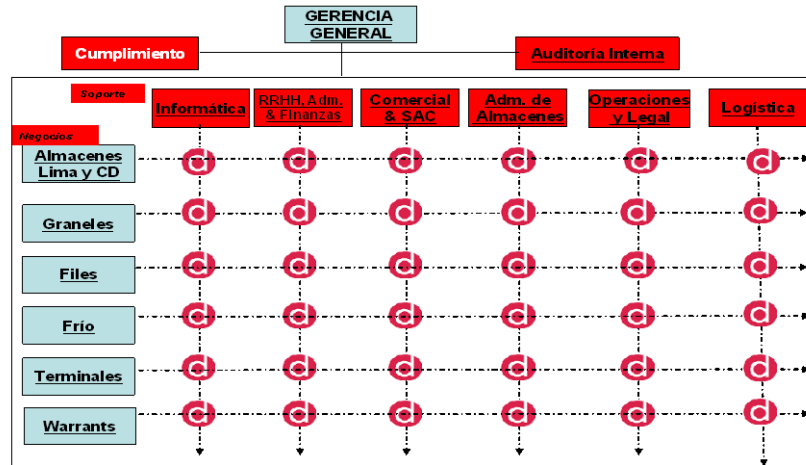 GERENCIA
GENERAL
Cumplimiento
Auditoría Interna
Soporte
Informática
RRHH, Adm.
& Finanzas
Comercial
& SAC
Adm. de
Almacenes
Operaciones
y Legal
Logística
Negocios
Almacenes
Lima y CD
d d d d d d
Graneles
d d d d d d
Files
d d d d d d
Frío
d d d d d d
Terminales
d d d d d d
Warrants
d d d d d d